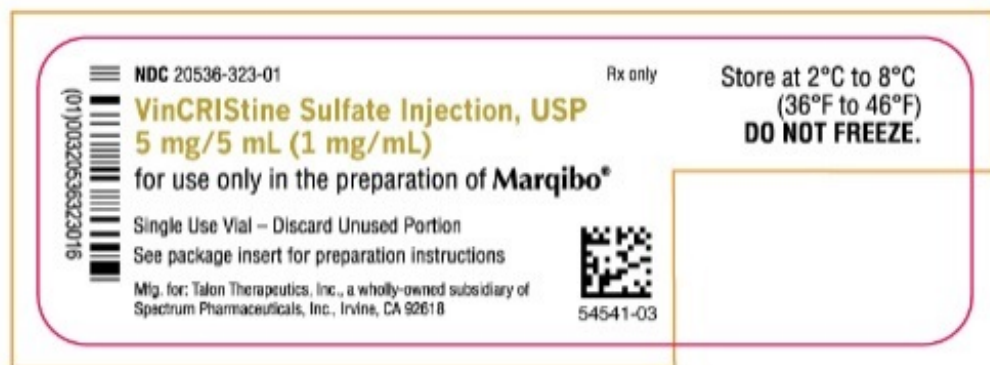 NDC 20536-323-01
Rx only
VinCRIStine Sulfate Injection, USP
5 mg/5 mL (1 mg/mL)
for use only in the preparation of Marqibo®
Single Use Vial – Discard Unused Portion
See package insert for preparation instructions
Mfg. for: Talon Therapeutics, Inc., a wholly-owned subsidiary of
Spectrum Pharmaceuticals, Inc., Irvine, CA 92618
(01)00320536323016
54541-03
Store at 2°C to 8°C
(36°F to 46°F)
DO NOT FREEZE.